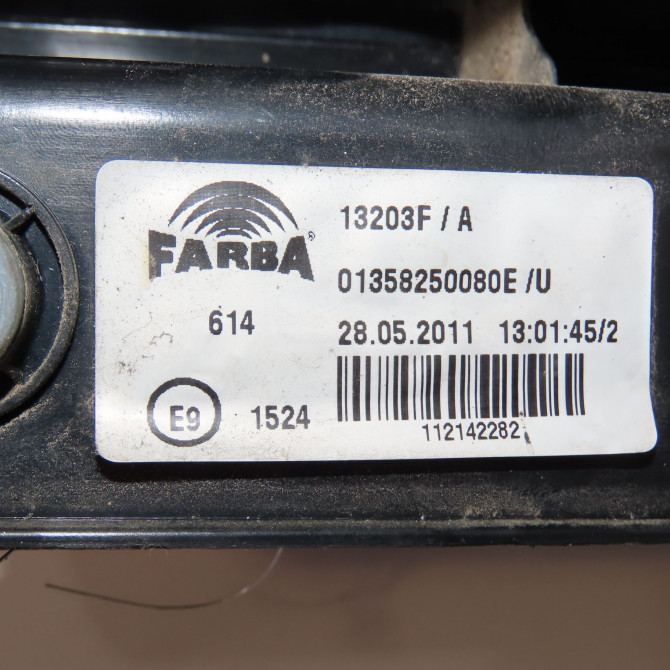 FARBA®
13203F / A
01358250080E /U
614
28.05.2011 13:01:45/2
E9
1524
112142282